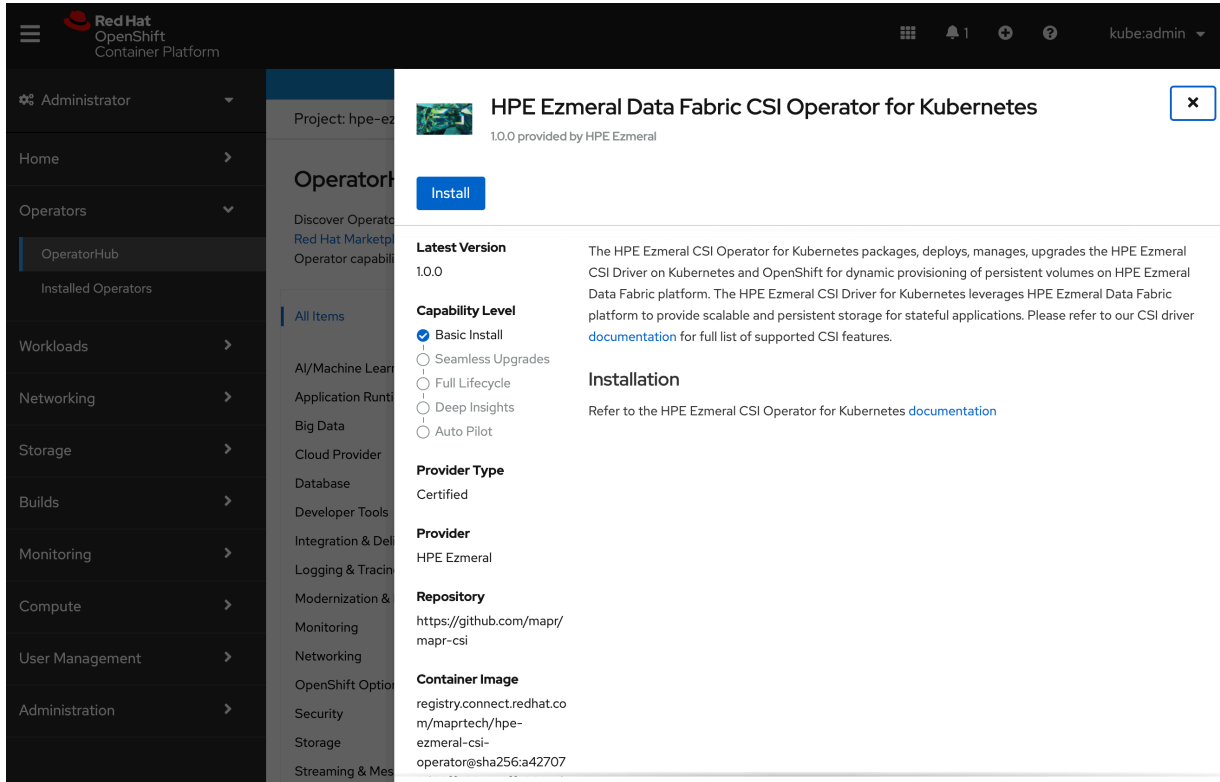 Red Hat
OpenShift
Container Platform
1
kube:admin
Administrator
Home
Operators
OperatorHub
Installed Operators
Workloads
Networking
Storage
Builds
Monitoring
Compute
User Management
Administration
Project: hpe-ez
Operator
Discover Operato
Red Hat Marketpl
Operator capabili
All Items
AI/Machine Lear
Application Runti
Big Data
Cloud Provider
Database
Developer Tools
Integration & Deli
Logging & Tracin
Modernization &
Monitoring
Networking
OpenShift Option
Security
Storage
Streaming & Mes
HPE Ezmeral Data Fabric CSI Operator for Kubernetes
1.0.0 provided by HPE Ezmeral
Install
Latest Version
1.0.0
Capability Level
Basic Install
Seamless Upgrades
Full Lifecycle
Deep Insights
Auto Pilot
Provider Type
Certified
Provider
HPE Ezmeral
Repository
https://github.com/mapr/
mapr-csi
Container Image
registry.connect.redhat.co
m/maprtech/hpe-
ezmeral-csi-
operator@sha256:a42707
The HPE Ezmeral CSI Operator for Kubernetes packages, deploys, manages, upgrades the HPE Ezmeral
CSI Driver on Kubernetes and OpenShift for dynamic provisioning of persistent volumes on HPE Ezmeral
Data Fabric platform. The HPE Ezmeral CSI Driver for Kubernetes leverages HPE Ezmeral Data Fabric
platform to provide scalable and persistent storage for stateful applications. Please refer to our CSI driver
documentation for full list of supported CSI features.
Installation
Refer to the HPE Ezmeral CSI Operator for Kubernetes documentation